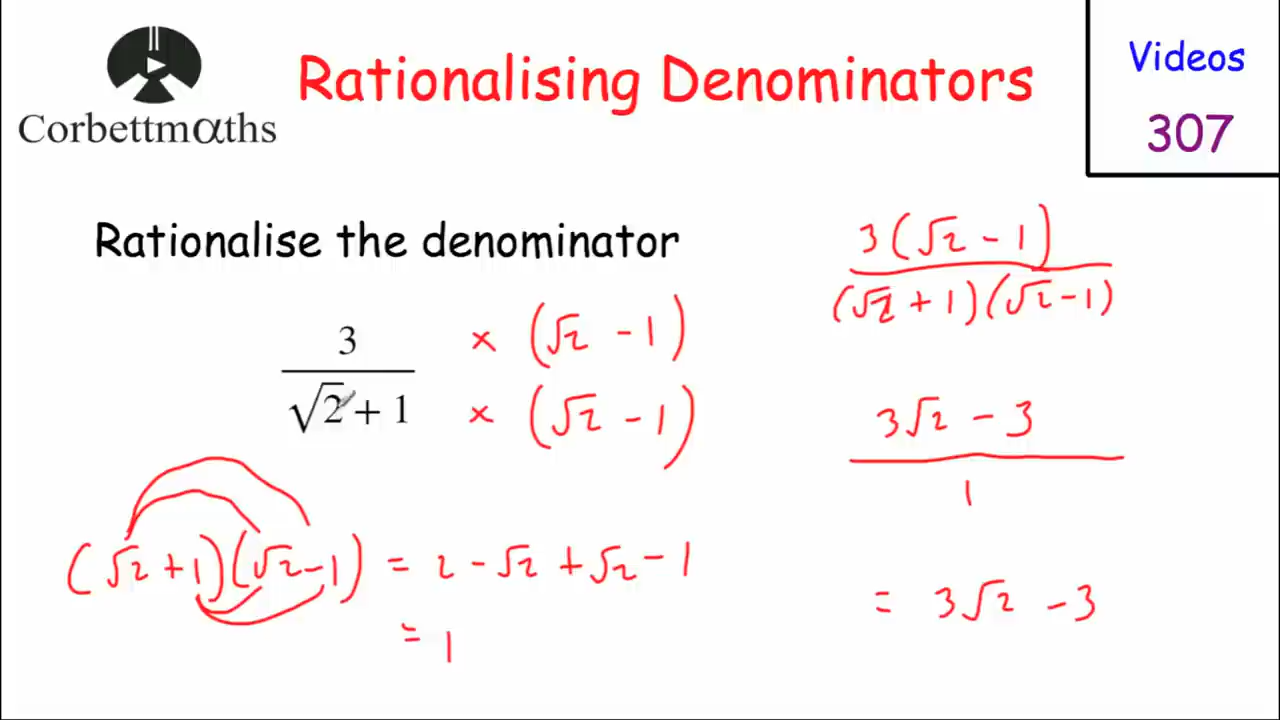 Corbettmαths
Rationalising Denominators
Videos
307
Rationalise the denominator
3 × (√2 − 1)
√2 + 1 × (√2 − 1)
(√2 + 1)(√2 − 1) = 2 − √2 + √2 − 1
= 1
3(√2 − 1)
(√2 + 1)(√2 − 1)
3√2 − 3
1
= 3√2 − 3